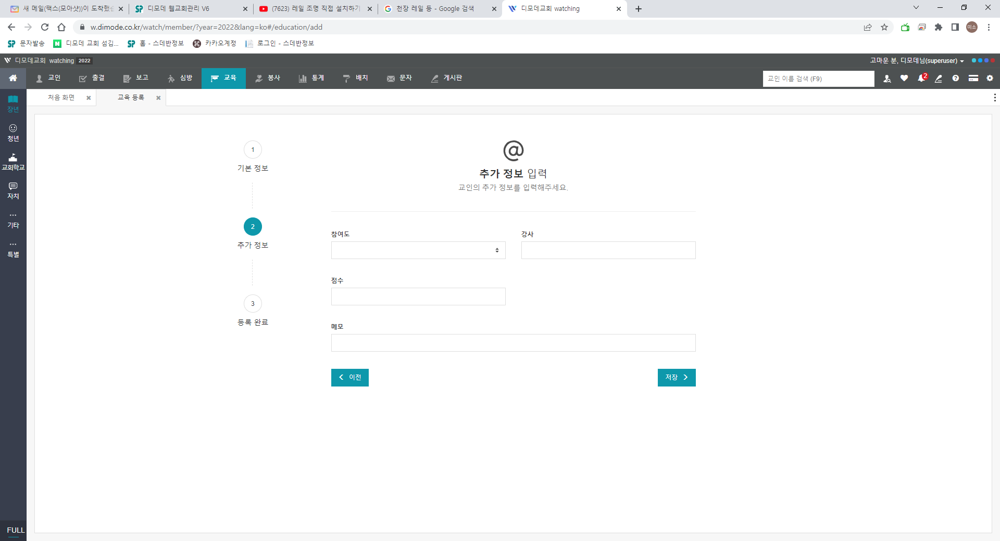 새 메일(팩스(모아샷))이 도착했습
디모데 웹교회관리 V6
(7623) 레일 조명 직접 설치하기
천장 레일 등 - Google 검색
디모데교회 watching
w.dimode.co.kr/watch/member/?year=2022&lang=ko#/education/add
미소
문자발송
디모데 교회 섬김...
홈 - 스데반정보
카카오계정
로그인 - 스데반정보
디모데교회 watching 2022
고마운 분, 디모데님(superuser)
교인
출결
보고
심방
교육
봉사
통계
배치
문자
게시판
교인 이름 검색 (F9)
2
처음 화면
교육 등록
장년
청년
교회학교
자치
기타
특별
FULL
1
기본 정보
2
추가 정보
3
등록 완료
@
추가 정보 입력
교인의 추가 정보를 입력해주세요.
참여도
강사
점수
메모
이전
저장